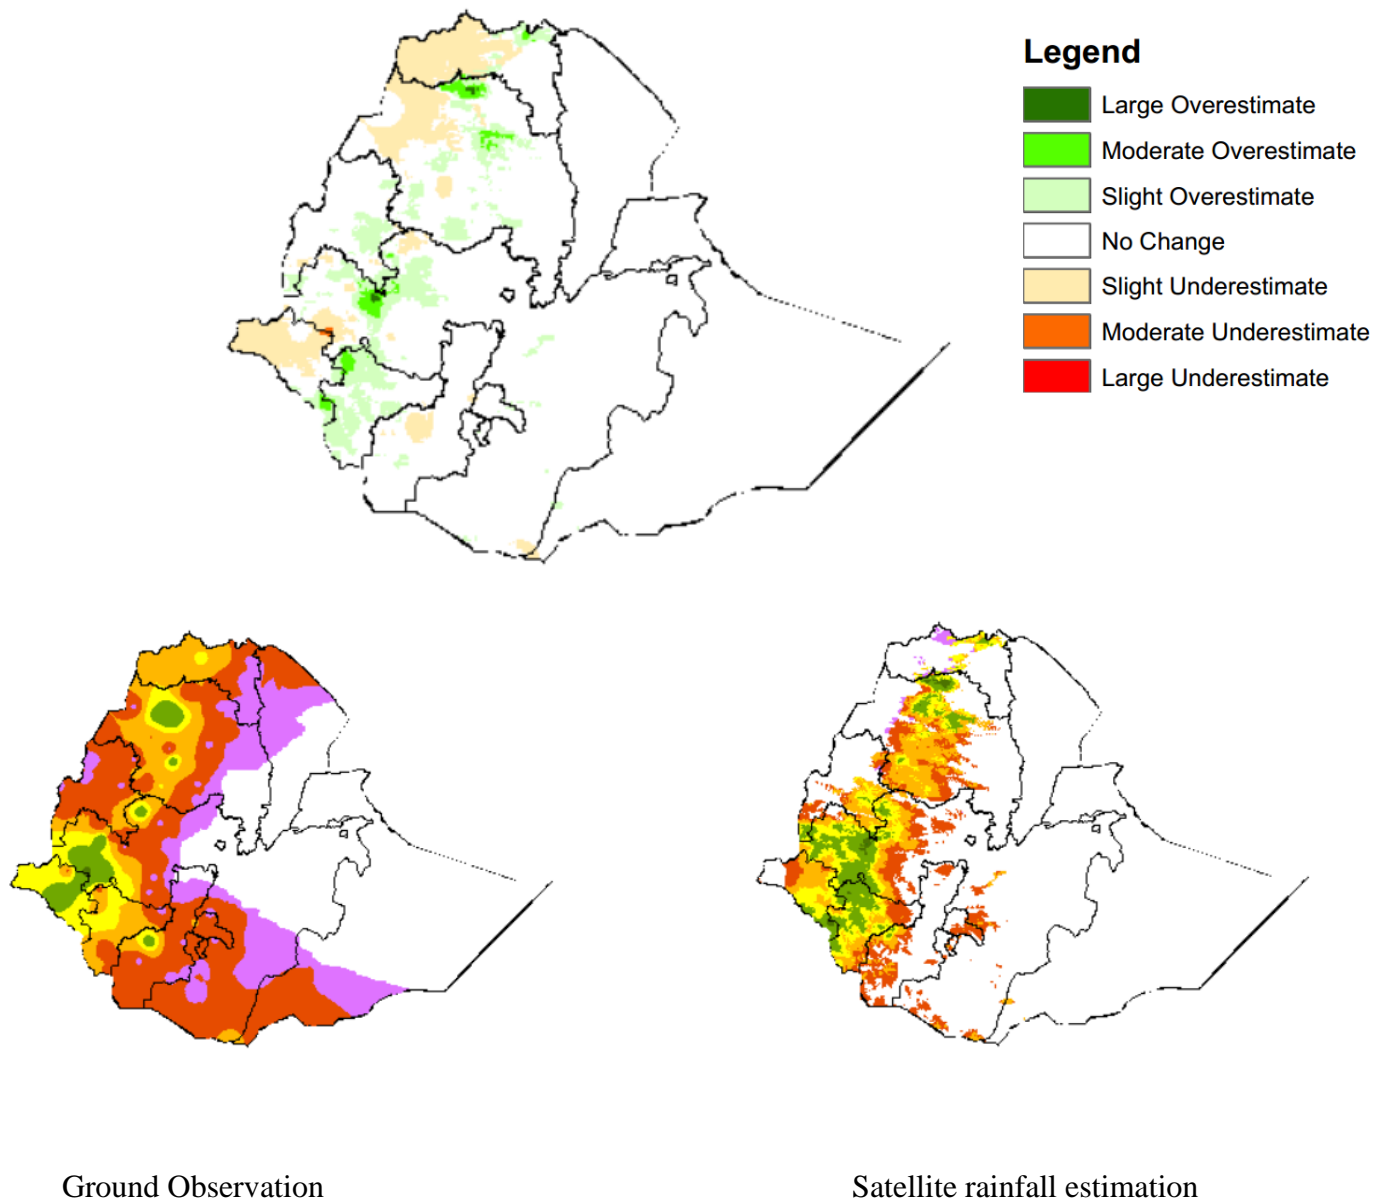 Legend
Large Overestimate
Moderate Overestimate
Slight Overestimate
No Change
Slight Underestimate
Moderate Underestimate
Large Underestimate
Ground Observation
Satellite rainfall estimation